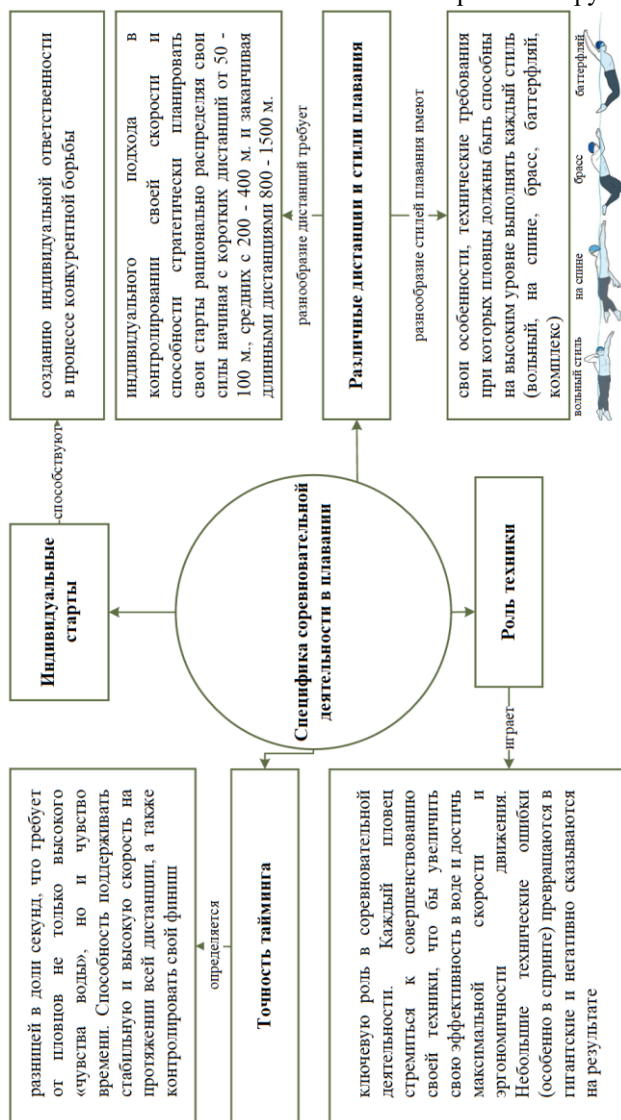 разницей в доли секунд, что требует
от пловцов не только высокого
«чувства воды», но и чувство
времени. Способность поддерживать
стабильную и высокую скорость на
протяжении всей дистанции, а также
контролировать свой финиш
определяется
Точность тайминга
ключевую роль в соревновательной
деятельности. Каждый пловец
стремиться к совершенствованию
своей техники, что бы увеличить
свою эффективность в воде и достичь
максимальной скорости и
эргономичности движения.
Небольшие технические ошибки
(особенно в спринте) превращаются в
гигантские и негативно сказываются
на результате
играет
Роль техники
Индивидуальные
старты
способствуют
созданию индивидуальной ответственности
в процессе конкурентной борьбы
Специфика соревновательной
деятельности в плавании
индивидуального подхода в
контролировании своей скорости и
способности стратегически планировать
свои старты рационально распределяя свои
силы начиная с коротких дистанций от 50 -
100 м., средних с 200 - 400 м. и заканчивая
длинными дистанциями 800 - 1500 м.
разнообразие дистанций требует
Различные дистанции и стили плавания
разнообразие стилей плавания имеют
свои особенности, технические требования
при которых пловцы должны быть способны
на высоким уровне выполнять каждый стиль
(вольный, на спине, брасс, баттерфляй,
комплекс)
вольный стиль на спине брасс баттерфляй